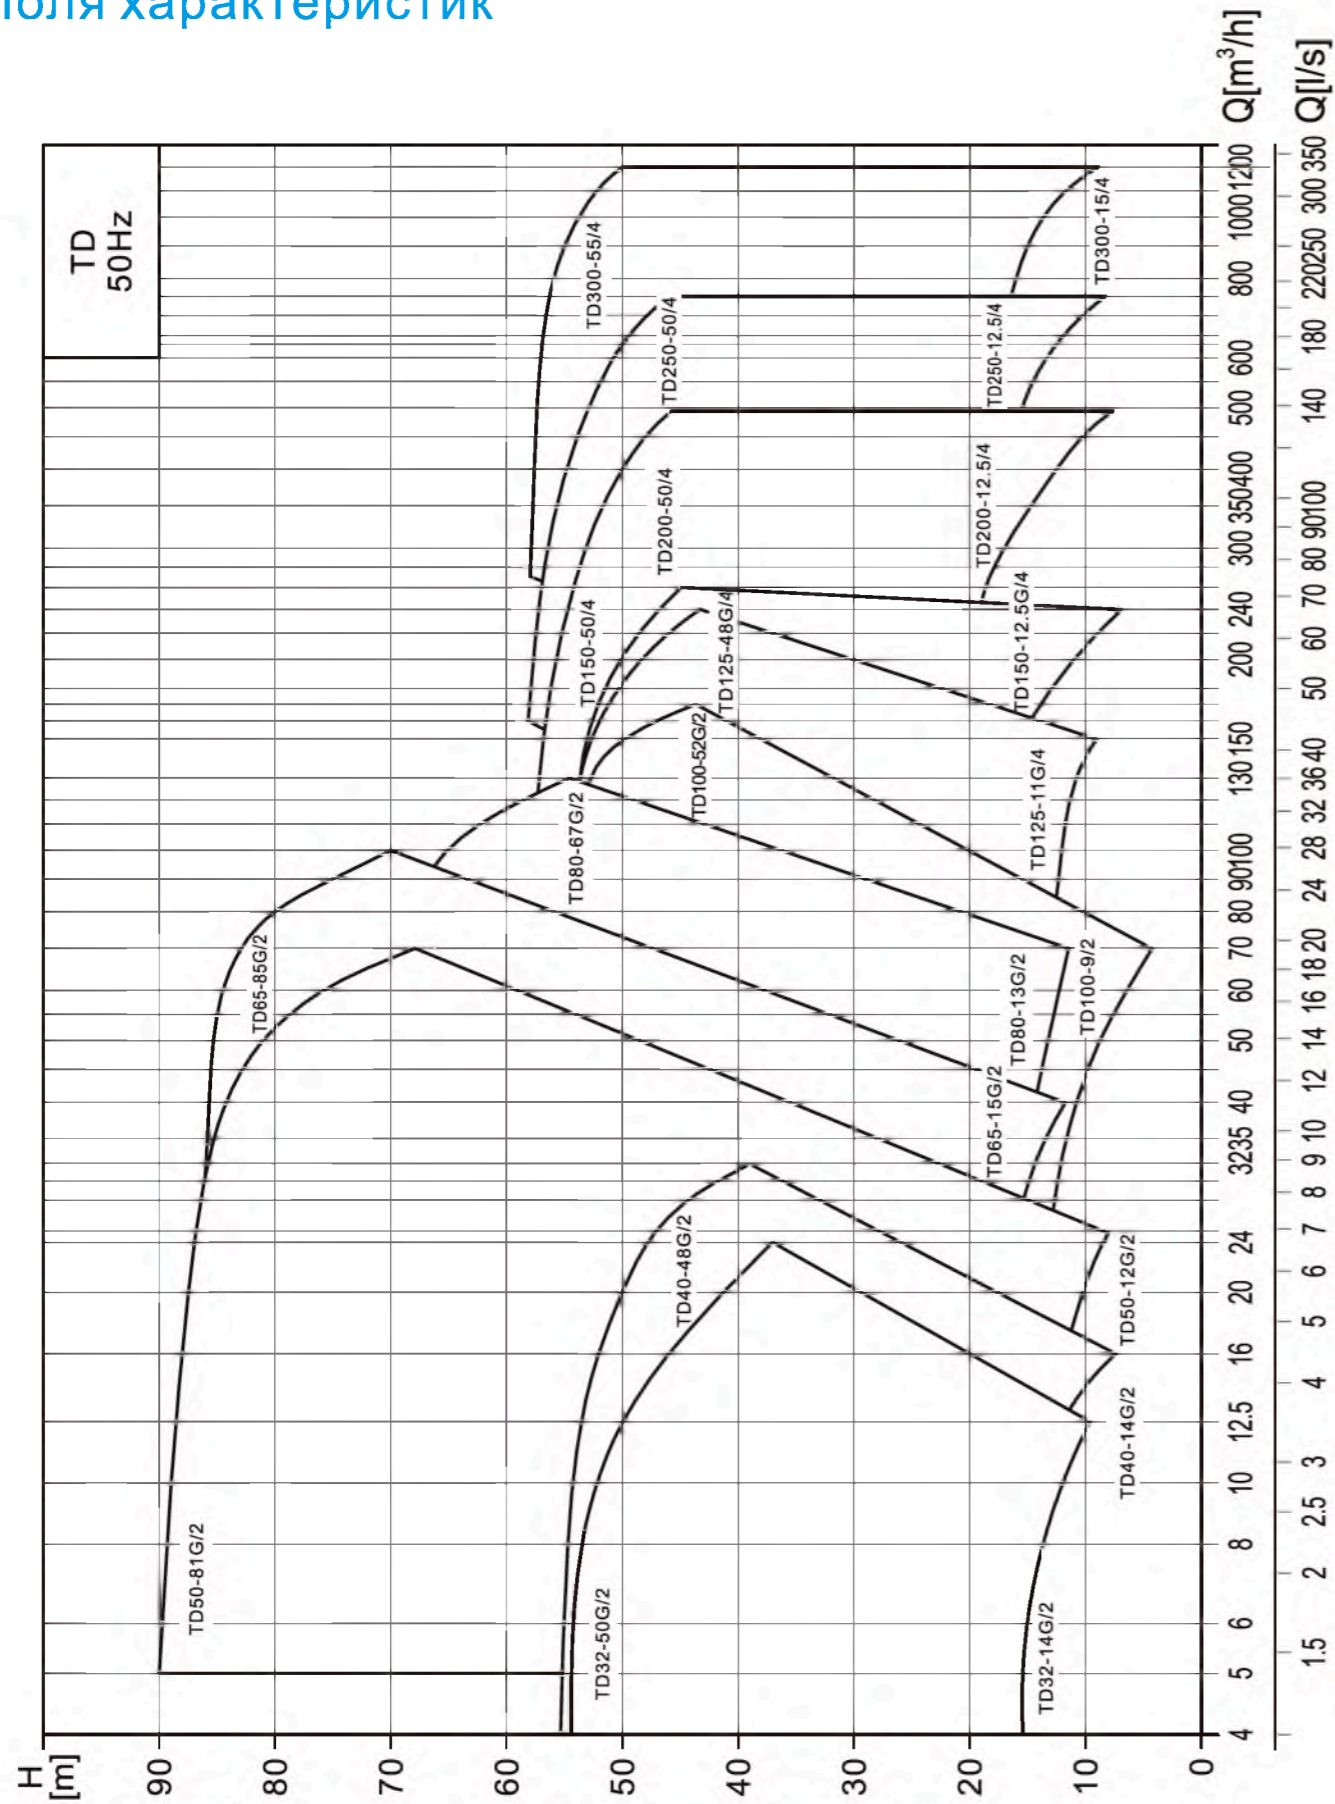 поля характеристик
TD
50Hz
H
[m]
90
80
70
60
50
40
30
20
10
0
TD50-81G/2
TD65-85G/2
TD300-55/4
TD250-50/4
TD200-50/4
TD150-50/4
TD125-48G/4
TD100-52G/2
TD80-67G/2
TD40-48G/2
TD32-50G/2
TD300-15/4
TD250-12.5/4
TD200-12.5/4
TD150-12.5G/4
TD125-11G/4
TD80-13G/2
TD100-9/2
TD65-15G/2
TD50-12G/2
TD40-14G/2
TD32-14G/2
4 5 6 8 10 12.5 16 20 24 32 35 40 50 60 70 80 90 100 130 150 200 240 300 350 400 500 600 800 1000 1200 Q[m³/h]
1.5 2 2.5 3 4 5 6 7 8 9 10 12 14 16 18 20 24 28 32 36 40 50 60 70 80 90 100 140 180 220 250 300 350 Q[l/s]